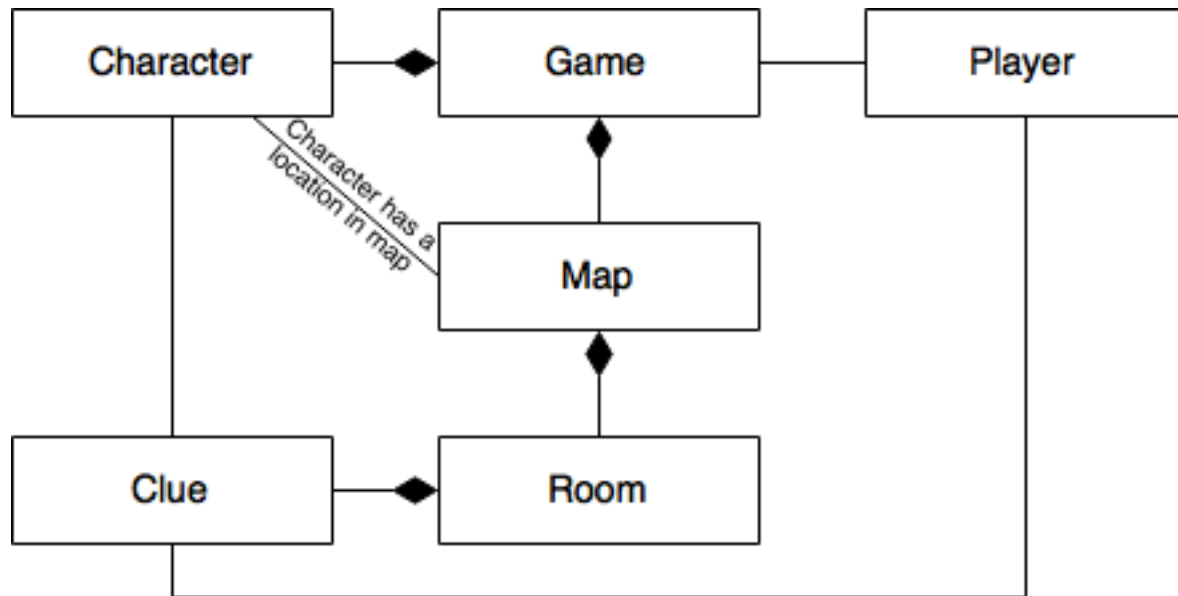 Character
Game
Player
Character has a
location in map
Map
Clue
Room